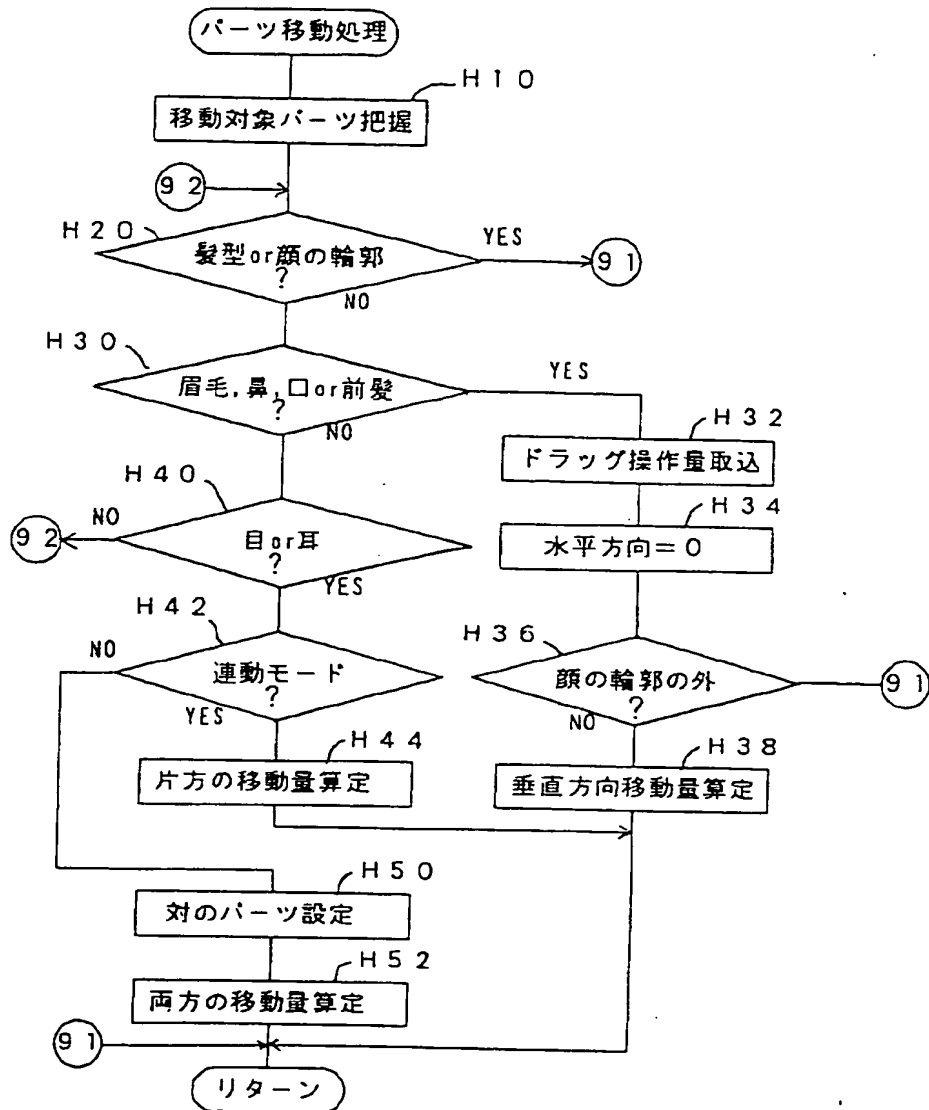 パーツ移動処理
H10
移動対象パーツ把握
92
H20
髪型or顔の輪郭
?
YES
91
NO
H30
眉毛,鼻,口or前髪
?
YES
NO
H32
ドラッグ操作量取込
H40
H34
NO
92
目or耳
?
水平方向=0
YES
H42
H36
NO
連動モード
?
顔の輪郭の外
?
91
YES
NO
H44
H38
片方の移動量算定
垂直方向移動量算定
H50
対のパーツ設定
H52
両方の移動量算定
91
リターン